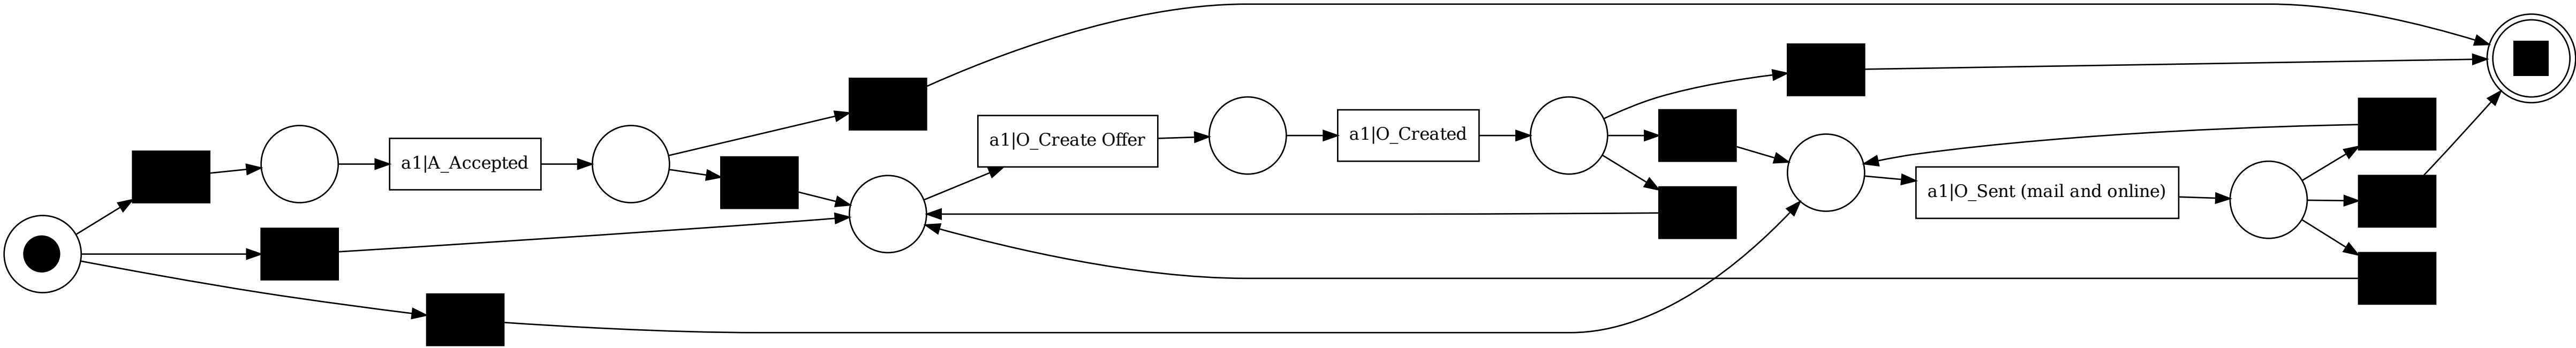 a1|A_Accepted
a1|O_Create Offer
a1|O_Created
a1|O_Sent (mail and online)